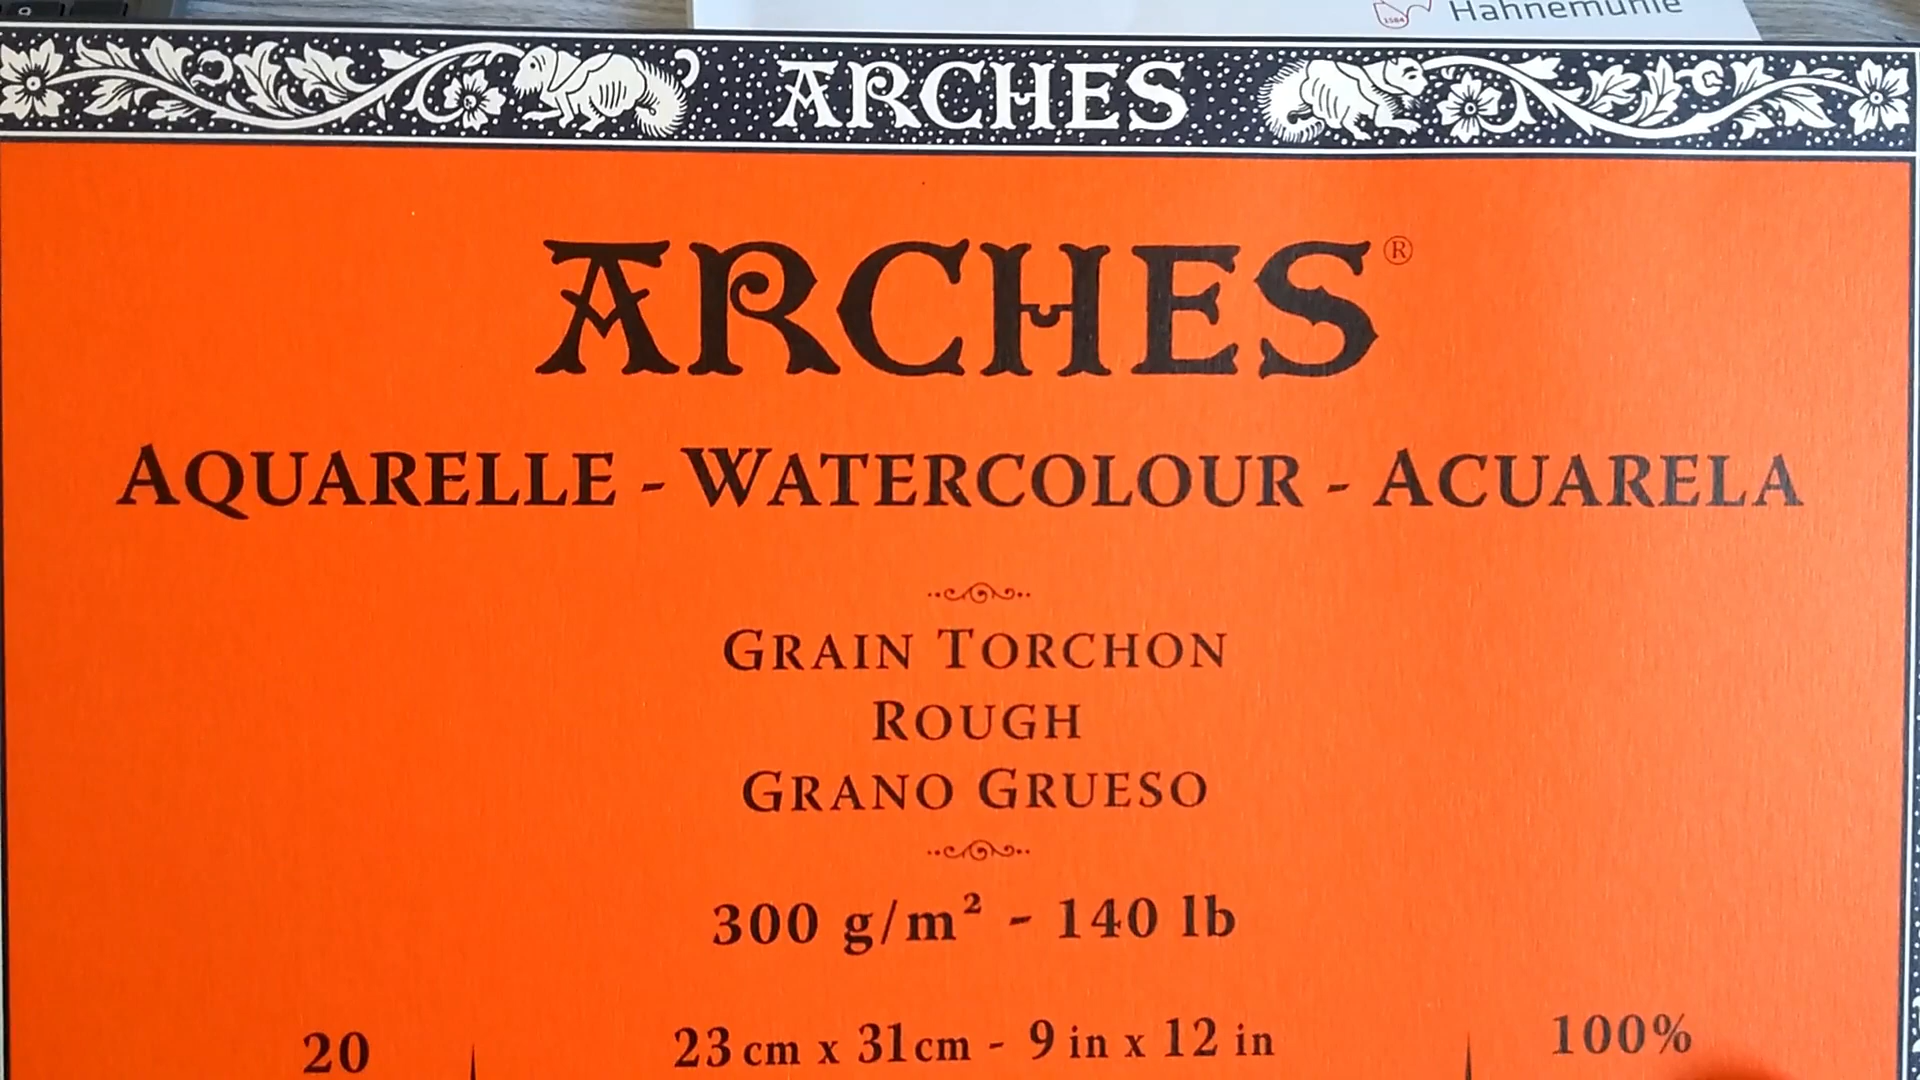 1584 Hahnemühle
ARCHES
ARCHES®
AQUARELLE - WATERCOLOUR - ACUARELA
GRAIN TORCHON
ROUGH
GRANO GRUESO
300 g/m² - 140 lb
20 23 cm x 31 cm - 9 in x 12 in 100%